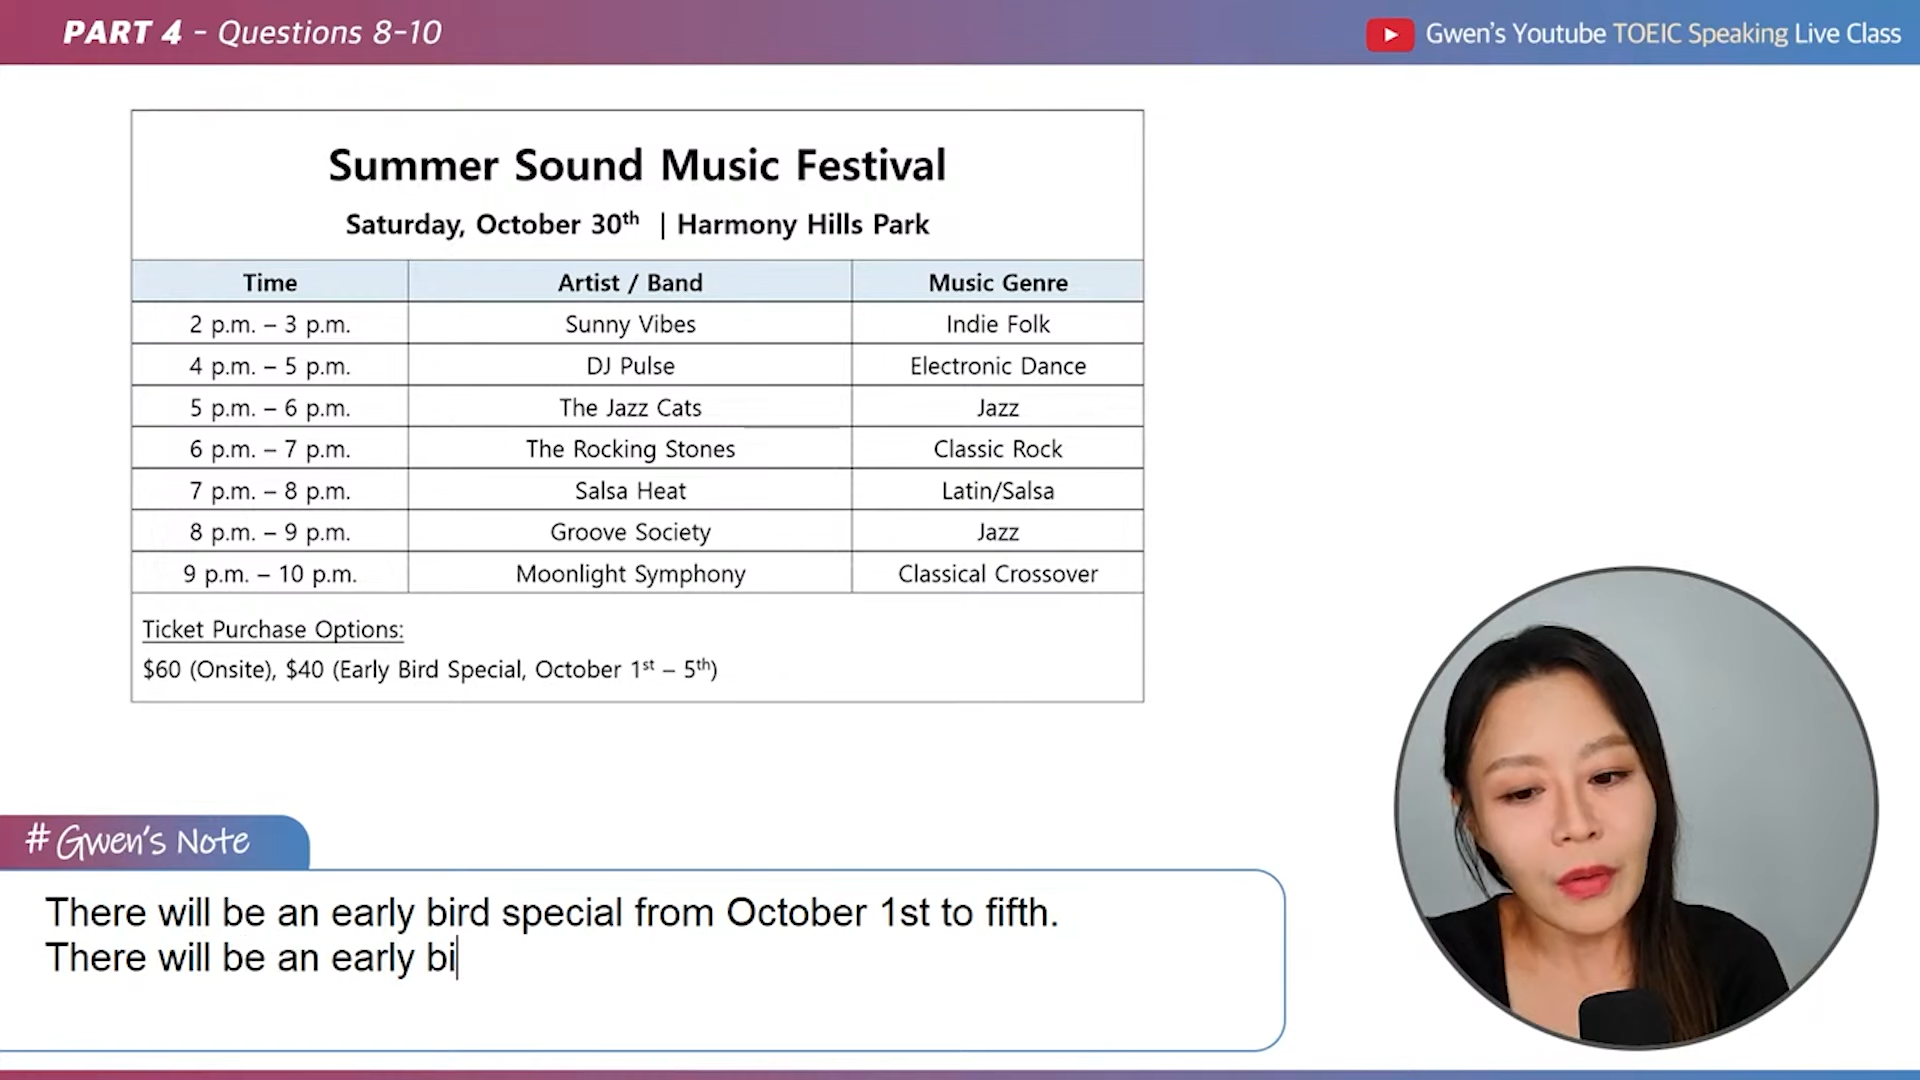 PART 4 - Questions 8-10
Gwen's Youtube TOEIC Speaking Live Class
Summer Sound Music Festival
Saturday, October 30th | Harmony Hills Park
Time Artist / Band Music Genre
2 p.m. – 3 p.m. Sunny Vibes Indie Folk
4 p.m. – 5 p.m. DJ Pulse Electronic Dance
5 p.m. – 6 p.m. The Jazz Cats Jazz
6 p.m. – 7 p.m. The Rocking Stones Classic Rock
7 p.m. – 8 p.m. Salsa Heat Latin/Salsa
8 p.m. – 9 p.m. Groove Society Jazz
9 p.m. – 10 p.m. Moonlight Symphony Classical Crossover
Ticket Purchase Options:
$60 (Onsite), $40 (Early Bird Special, October 1st – 5th)
# Gwen's Note
There will be an early bird special from October 1st to fifth.
There will be an early bi